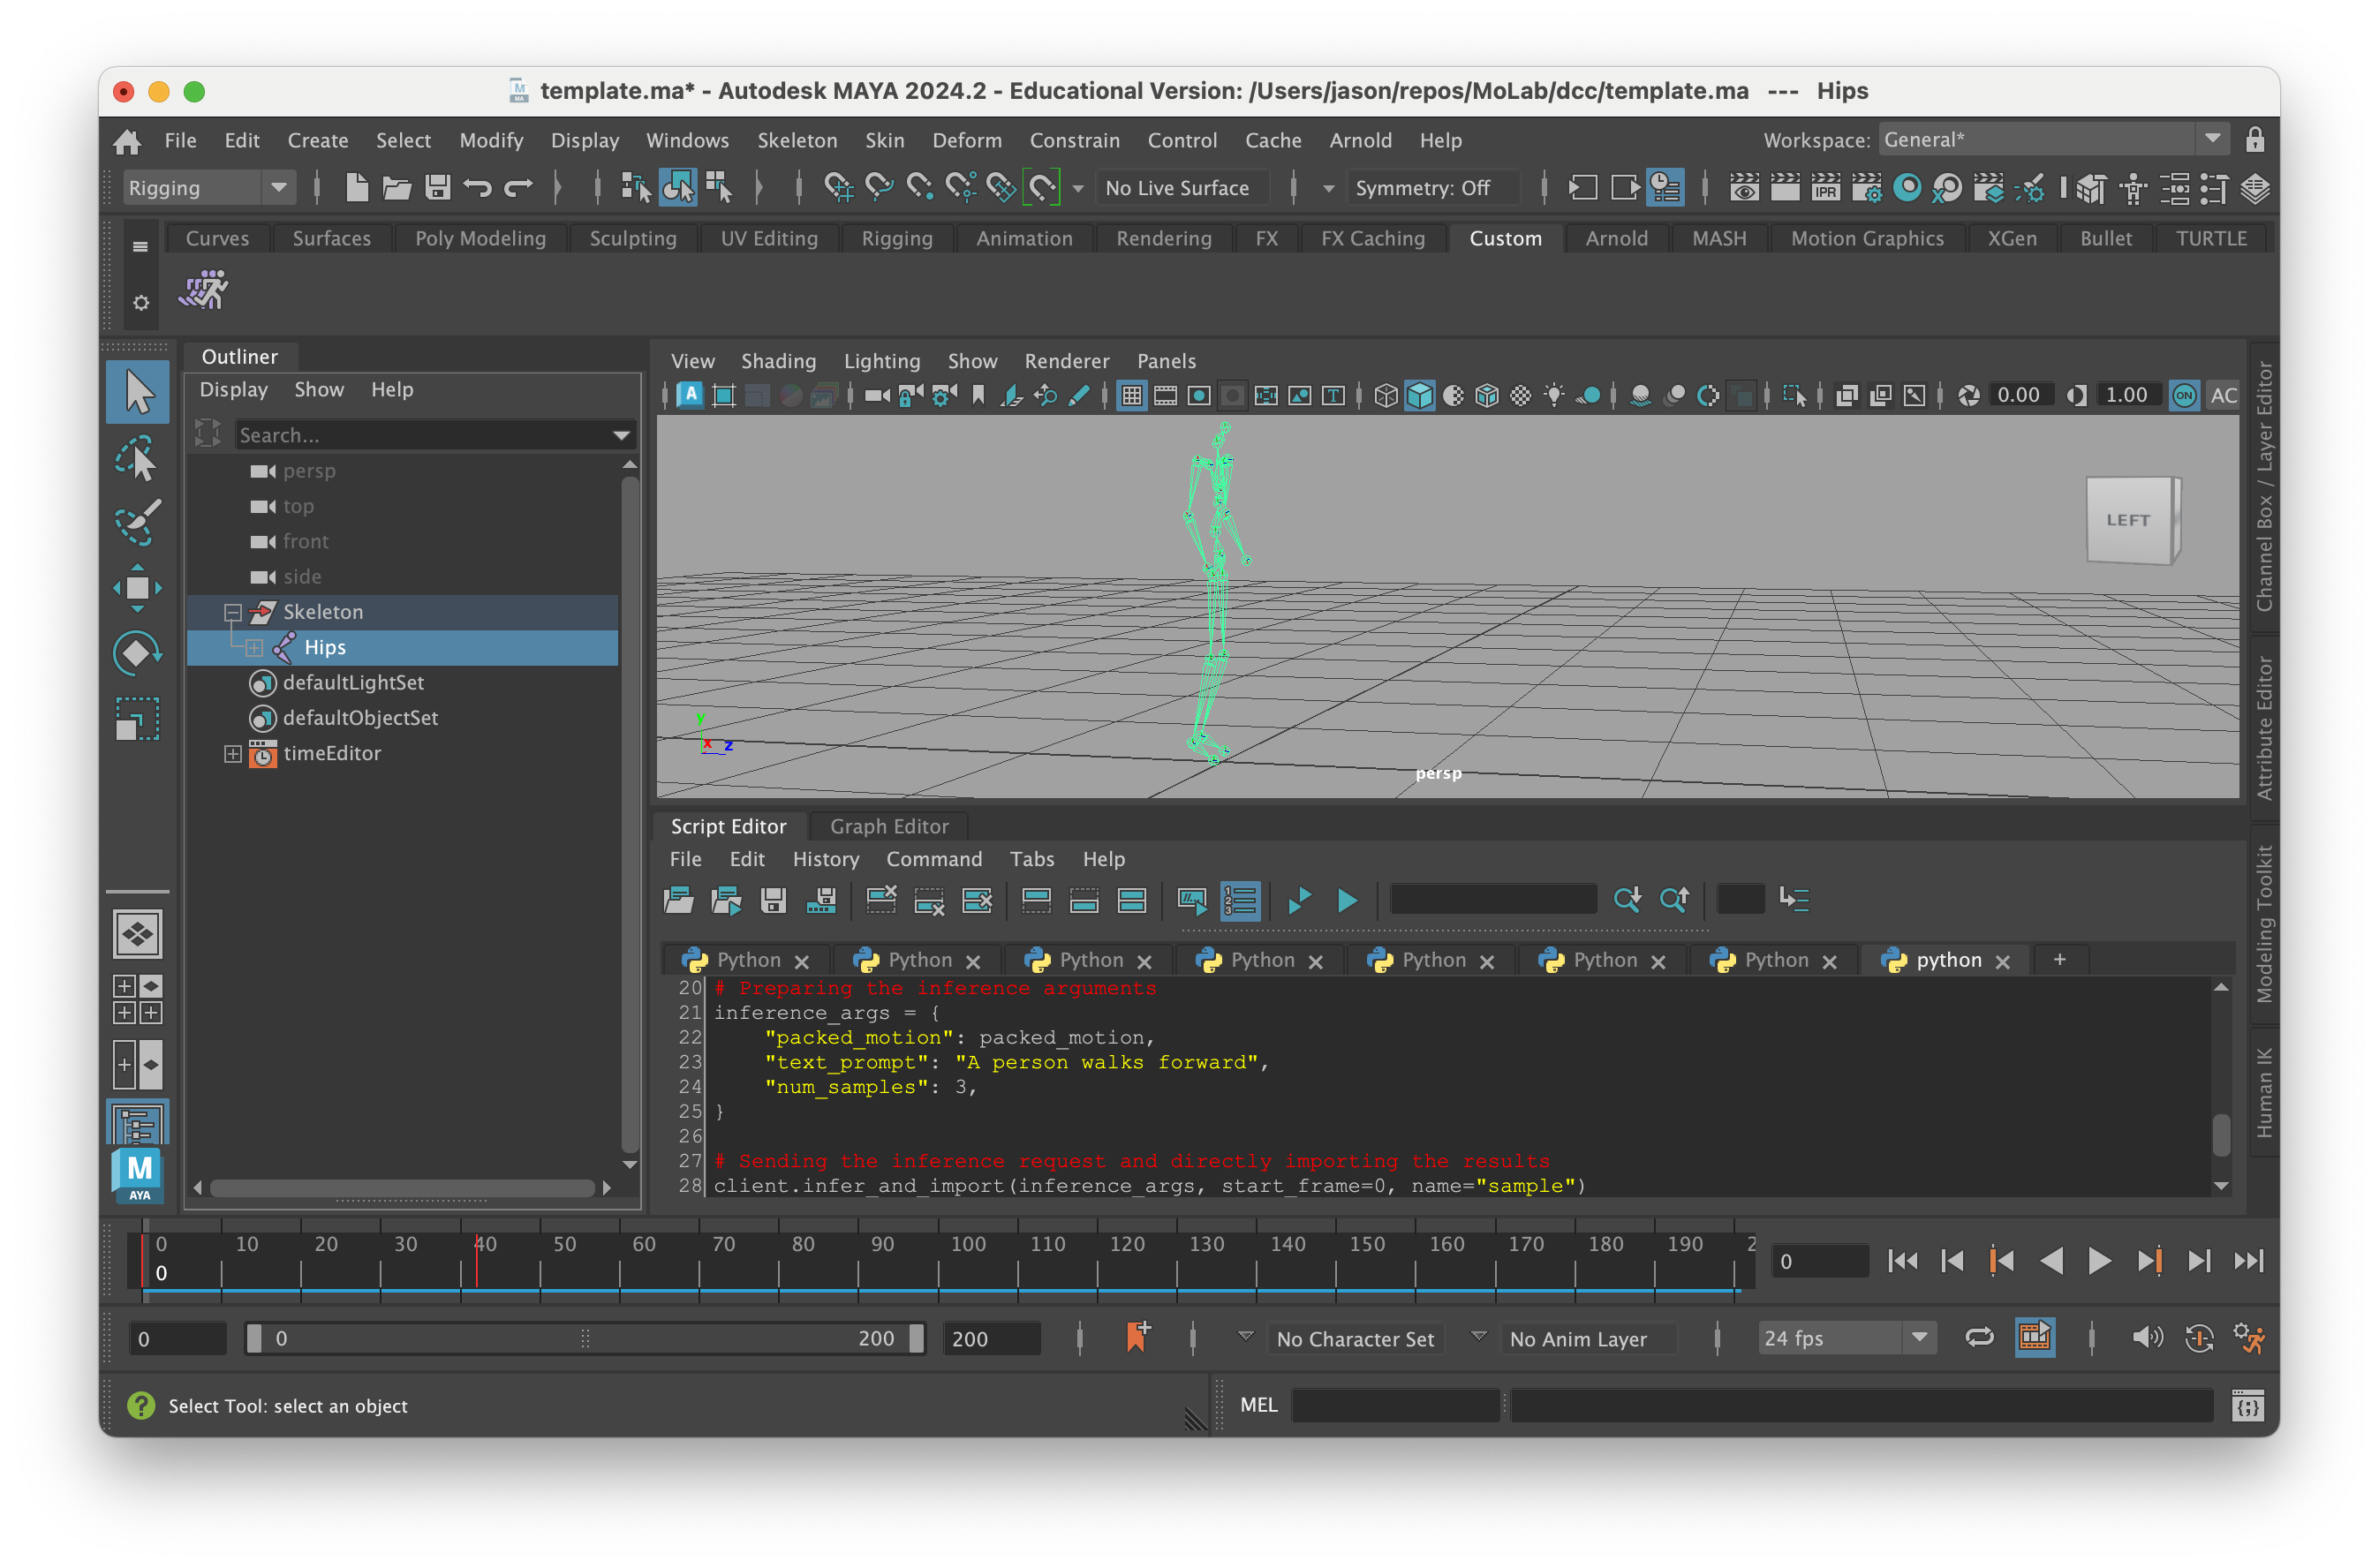 template.ma* - Autodesk MAYA 2024.2 - Educational Version: /Users/jason/repos/MoLab/dcc/template.ma --- Hips
File Edit Create Select Modify Display Windows Skeleton Skin Deform Constrain Control Cache Arnold Help Workspace: General*
Rigging No Live Surface Symmetry: Off IPR
Curves Surfaces Poly Modeling Sculpting UV Editing Rigging Animation Rendering FX FX Caching Custom Arnold MASH Motion Graphics XGen Bullet TURTLE
Outliner
Display Show Help
Search...
persp
top
front
side
Skeleton
Hips
defaultLightSet
defaultObjectSet
timeEditor
View Shading Lighting Show Renderer Panels
A T 0.00 1.00 ON AC
LEFT
y
x z
persp
Channel Box / Layer Editor
Attribute Editor
Modeling Toolkit
Human IK
Script Editor Graph Editor
File Edit History Command Tabs Help
Python Python Python Python Python Python Python python +
20 # Preparing the inference arguments
21 inference_args = {
22 "packed_motion": packed_motion,
23 "text_prompt": "A person walks forward",
24 "num_samples": 3,
25 }
26
27 # Sending the inference request and directly importing the results
28 client.infer_and_import(inference_args, start_frame=0, name="sample")
M
AYA
0 10 20 30 40 50 60 70 80 90 100 110 120 130 140 150 160 170 180 190 2
0
0
0 0 200 200 No Character Set No Anim Layer 24 fps
Select Tool: select an object MEL